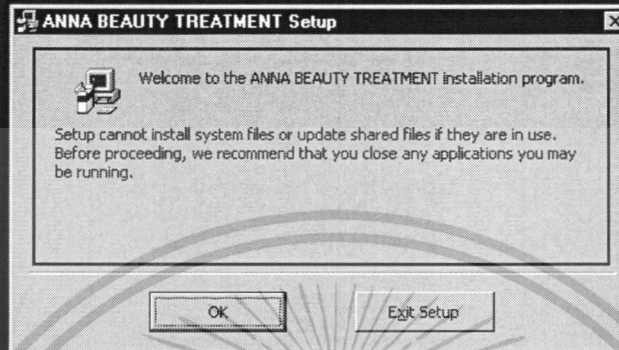 ANNA BEAUTY TREATMENT Setup
Welcome to the ANNA BEAUTY TREATMENT installation program.
Setup cannot install system files or update shared files if they are in use.
Before proceeding, we recommend that you close any applications you may
be running.
OK
Exit Setup